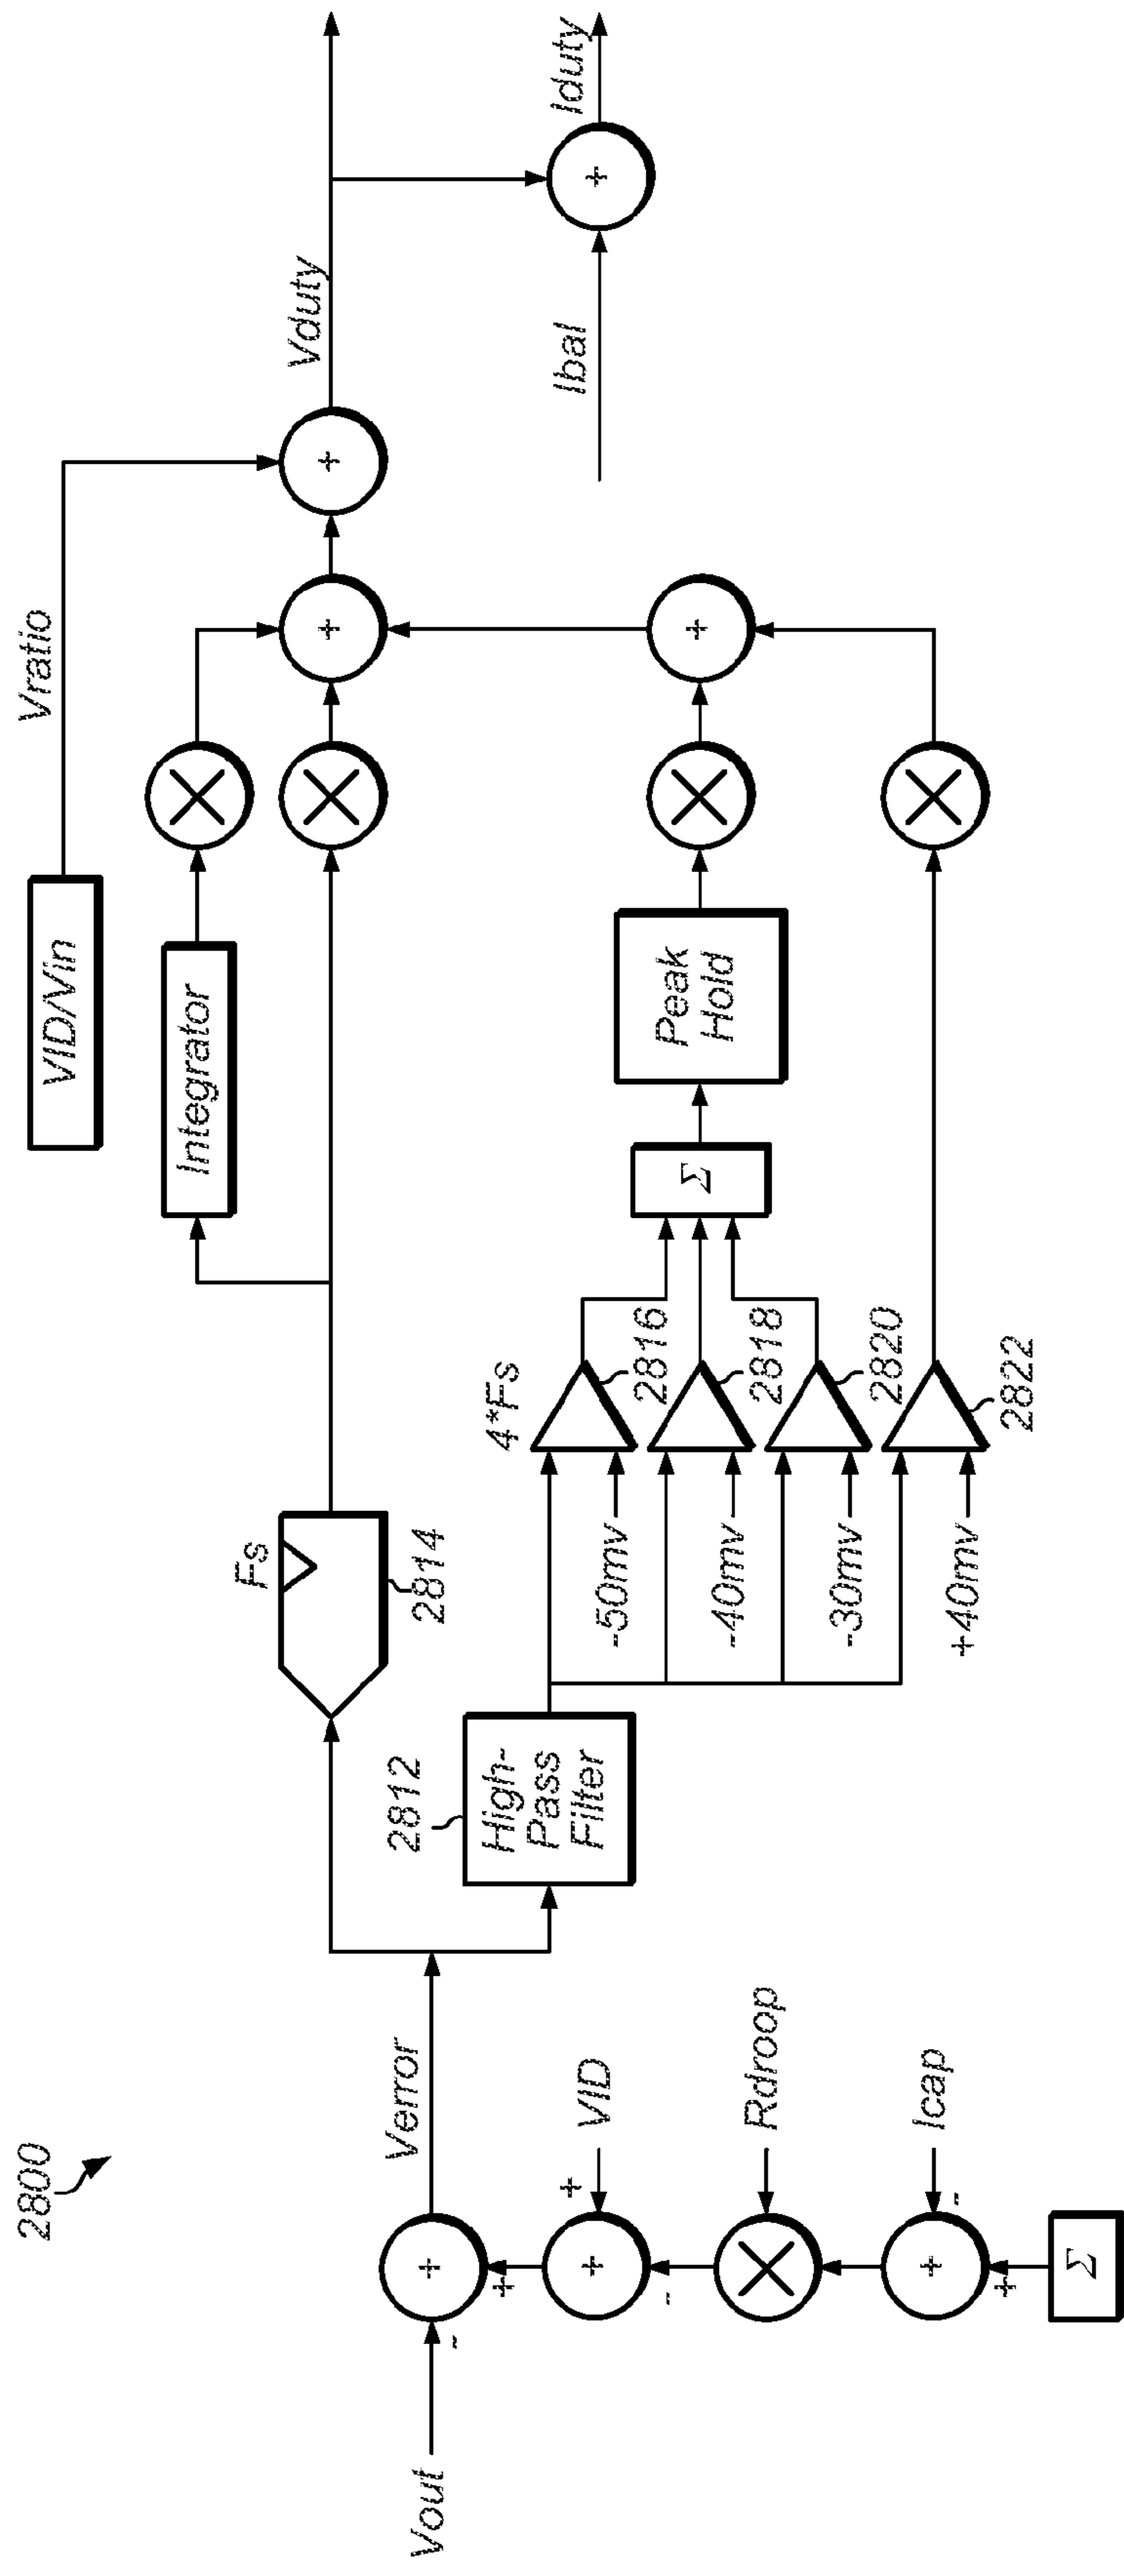 2800
Vout
-
Verror
+
+
VID
+
+
-
Rdroop
Icap
-
+
+
Σ
2812
High-
Pass
Filter
Fs
2814
4*Fs
-50mv
-40mv
-30mv
+40mv
2816
2818
2820
2822
Σ
Peak
Hold
Integrator
VID/Vin
Vratio
+
+
+
Vduty
Ibal
+
Iduty